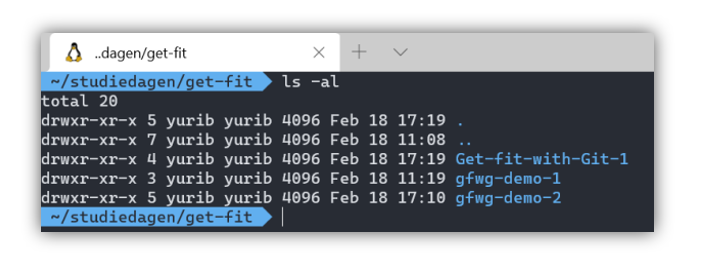 ..dagen/get-fit
~/studiedagen/get-fit ls -al
total 20
drwxr-xr-x 5 yurib yurib 4096 Feb 18 17:19 .
drwxr-xr-x 7 yurib yurib 4096 Feb 18 11:08 ..
drwxr-xr-x 4 yurib yurib 4096 Feb 18 17:19 Get-fit-with-Git-1
drwxr-xr-x 3 yurib yurib 4096 Feb 18 11:19 gfwg-demo-1
drwxr-xr-x 5 yurib yurib 4096 Feb 18 17:10 gfwg-demo-2
~/studiedagen/get-fit